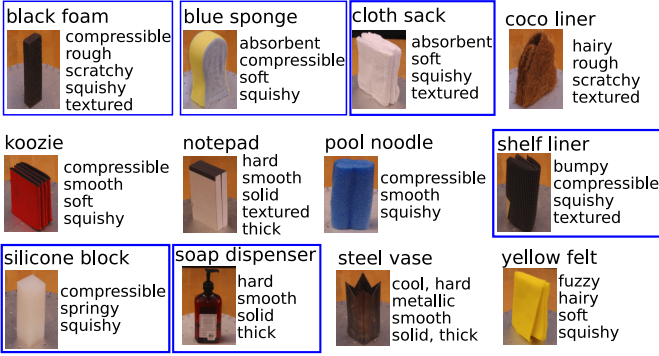 black foam
compressible
rough
scratchy
squishy
textured
blue sponge
absorbent
compressible
soft
squishy
cloth sack
absorbent
soft
squishy
textured
coco liner
hairy
rough
scratchy
textured
koozie
compressible
smooth
soft
squishy
notepad
hard
smooth
solid
textured
thick
pool noodle
compressible
smooth
squishy
shelf liner
bumpy
compressible
squishy
textured
silicone block
compressible
springy
squishy
soap dispenser
hard
smooth
solid
thick
steel vase
cool, hard
metallic
smooth
solid, thick
yellow felt
fuzzy
hairy
soft
squishy